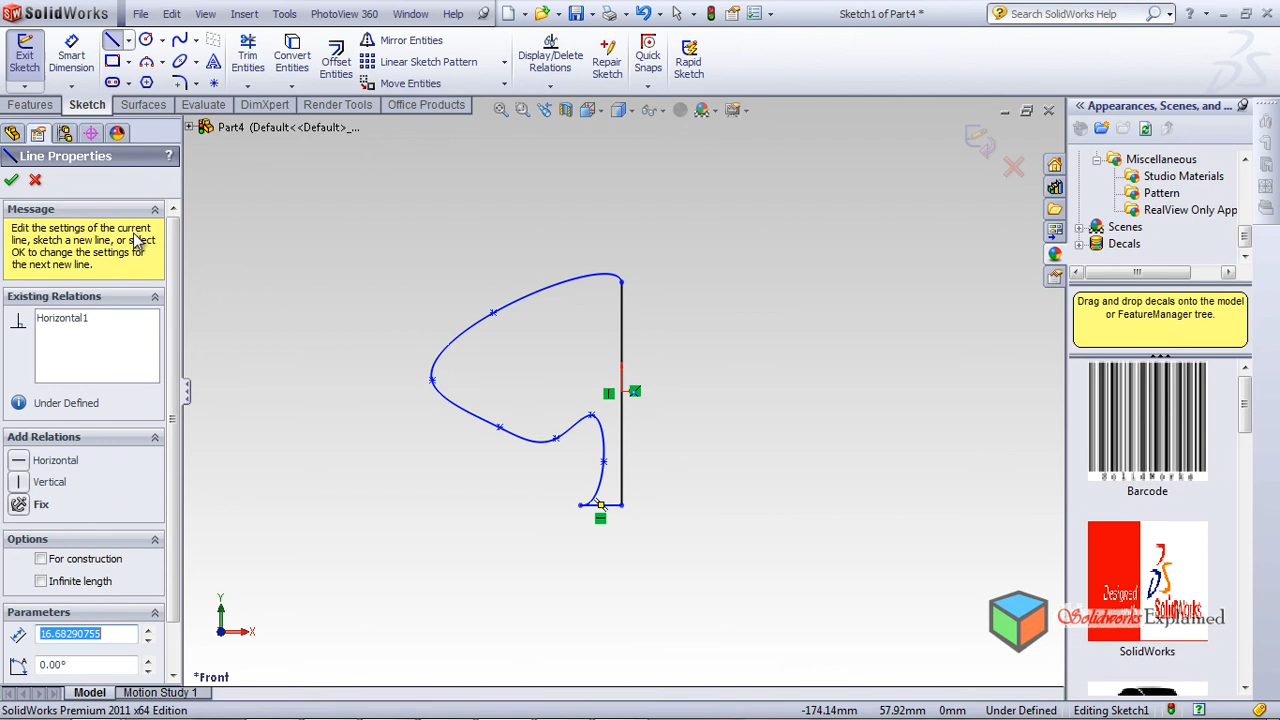 SolidWorks
File Edit View Insert Tools PhotoView 360 Window Help
Sketch1 of Part4 *
Search SolidWorks Help
Exit Sketch
Smart Dimension
Trim Entities
Convert Entities
Offset Entities
Mirror Entities
Linear Sketch Pattern
Move Entities
Display/Delete Relations
Repair Sketch
Quick Snaps
Rapid Sketch
Features Sketch Surfaces Evaluate DimXpert Render Tools Office Products
Part4 (Default<<Default>_...
Line Properties ?
Message
Edit the settings of the current
line, sketch a new line, or select
OK to change the settings for
the next new line.
Existing Relations
Horizontal1
Under Defined
Add Relations
Horizontal
Vertical
Fix
Options
For construction
Infinite length
Parameters
16.68290755
0.00°
Y
X
*Front
Appearances, Scenes, and ...
Miscellaneous
Studio Materials
Pattern
RealView Only App
Scenes
Decals
Drag and drop decals onto the model
or FeatureManager tree.
SolidWorks
Barcode
Designed
with
SolidWorks
SolidWorks
Solidworks Explained
Model Motion Study 1
SolidWorks Premium 2011 x64 Edition
-174.14mm 57.92mm 0mm Under Defined Editing Sketch1